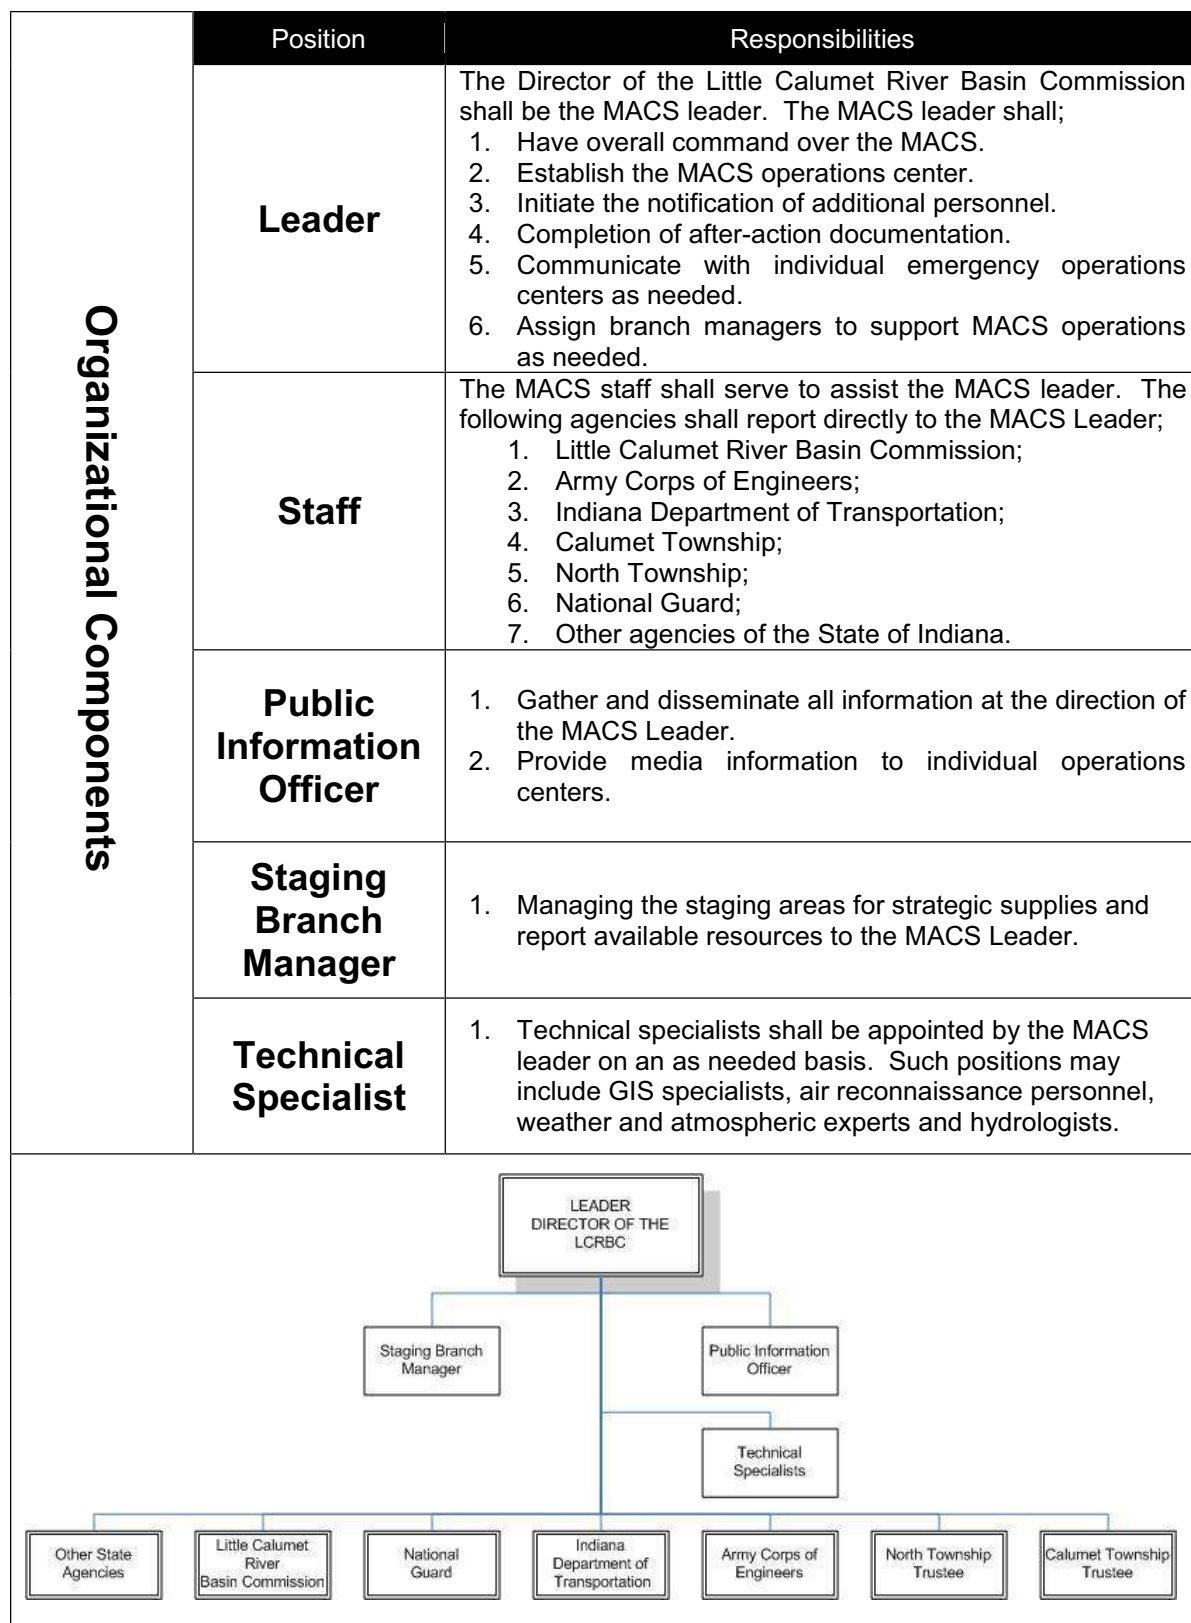 Organizational Components
Position
Responsibilities
Leader
The Director of the Little Calumet River Basin Commission
shall be the MACS leader. The MACS leader shall;
1. Have overall command over the MACS.
2. Establish the MACS operations center.
3. Initiate the notification of additional personnel.
4. Completion of after-action documentation.
5. Communicate with individual emergency operations
centers as needed.
6. Assign branch managers to support MACS operations
as needed.
Staff
The MACS staff shall serve to assist the MACS leader. The
following agencies shall report directly to the MACS Leader;
1. Little Calumet River Basin Commission;
2. Army Corps of Engineers;
3. Indiana Department of Transportation;
4. Calumet Township;
5. North Township;
6. National Guard;
7. Other agencies of the State of Indiana.
Public
Information
Officer
1. Gather and disseminate all information at the direction of
the MACS Leader.
2. Provide media information to individual operations
centers.
Staging
Branch
Manager
1. Managing the staging areas for strategic supplies and
report available resources to the MACS Leader.
Technical
Specialist
1. Technical specialists shall be appointed by the MACS
leader on an as needed basis. Such positions may
include GIS specialists, air reconnaissance personnel,
weather and atmospheric experts and hydrologists.
LEADER
DIRECTOR OF THE
LCRBC
Staging Branch
Manager
Public Information
Officer
Technical
Specialists
Other State
Agencies
Little Calumet
River
Basin Commission
National
Guard
Indiana
Department of
Transportation
Army Corps of
Engineers
North Township
Trustee
Calumet Township
Trustee